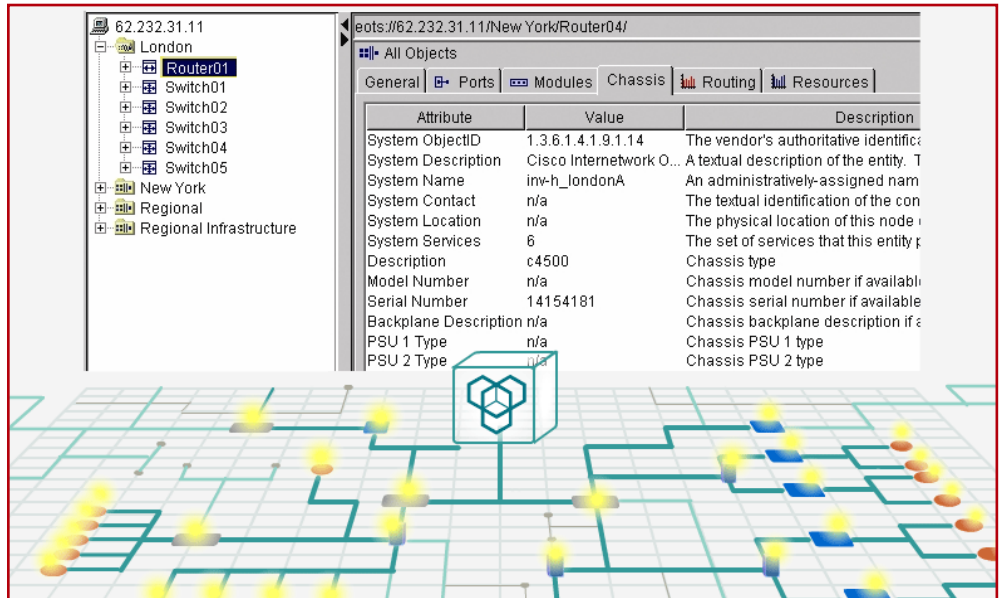 62.232.31.11
London
Router01
Switch01
Switch02
Switch03
Switch04
Switch05
New York
Regional
Regional Infrastructure
eots://62.232.31.11/New York/Router04/
All Objects
General Ports Modules Chassis Routing Resources
Attribute Value Description
System ObjectID 1.3.6.1.4.1.9.1.14 The vendor's authoritative identifica
System Description Cisco Internetwork O... A textual description of the entity. T
System Name inv-h_londonA An administratively-assigned nam
System Contact n/a The textual identification of the con
System Location n/a The physical location of this node
System Services 6 The set of services that this entity p
Description c4500 Chassis type
Model Number n/a Chassis model number if availabl
Serial Number 14154181 Chassis serial number if available
Backplane Description n/a Chassis backplane description if a
PSU 1 Type n/a Chassis PSU 1 type
PSU 2 Type n/a Chassis PSU 2 type